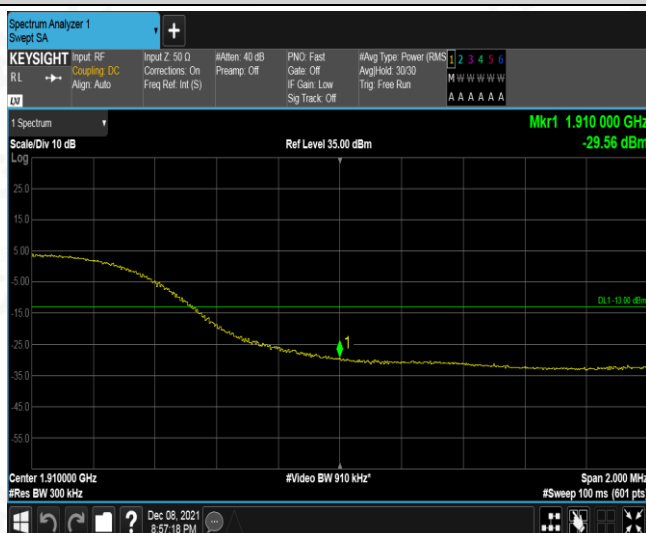 Spectrum Analyzer 1
Swept SA
+
KEYSIGHT Input: RF Input Z: 50 Ω #Atten: 40 dB PNO: Fast #Avg Type: Power (RMS 1 2 3 4 5 6
RL Coupling: DC Corrections: On Preamp: Off Gate: Off Avg|Hold: 30/30 M W W W W W
Align: Auto Freq Ref: Int (S) IF Gain: Low Trig: Free Run
Sig Track: Off A A A A A A
LXI
1 Spectrum Mkr1 1.910 000 GHz
Scale/Div 10 dB Ref Level 35.00 dBm -29.56 dBm
Log
25.0
15.0
5.00
-5.00
DL1 -13.00 dBm
-15.0
-25.0
1
-35.0
-45.0
-55.0
Center 1.910000 GHz #Video BW 910 kHz* Span 2.000 MHz
#Res BW 300 kHz #Sweep 100 ms (601 pts)
? Dec 08, 2021
8:57:18 PM